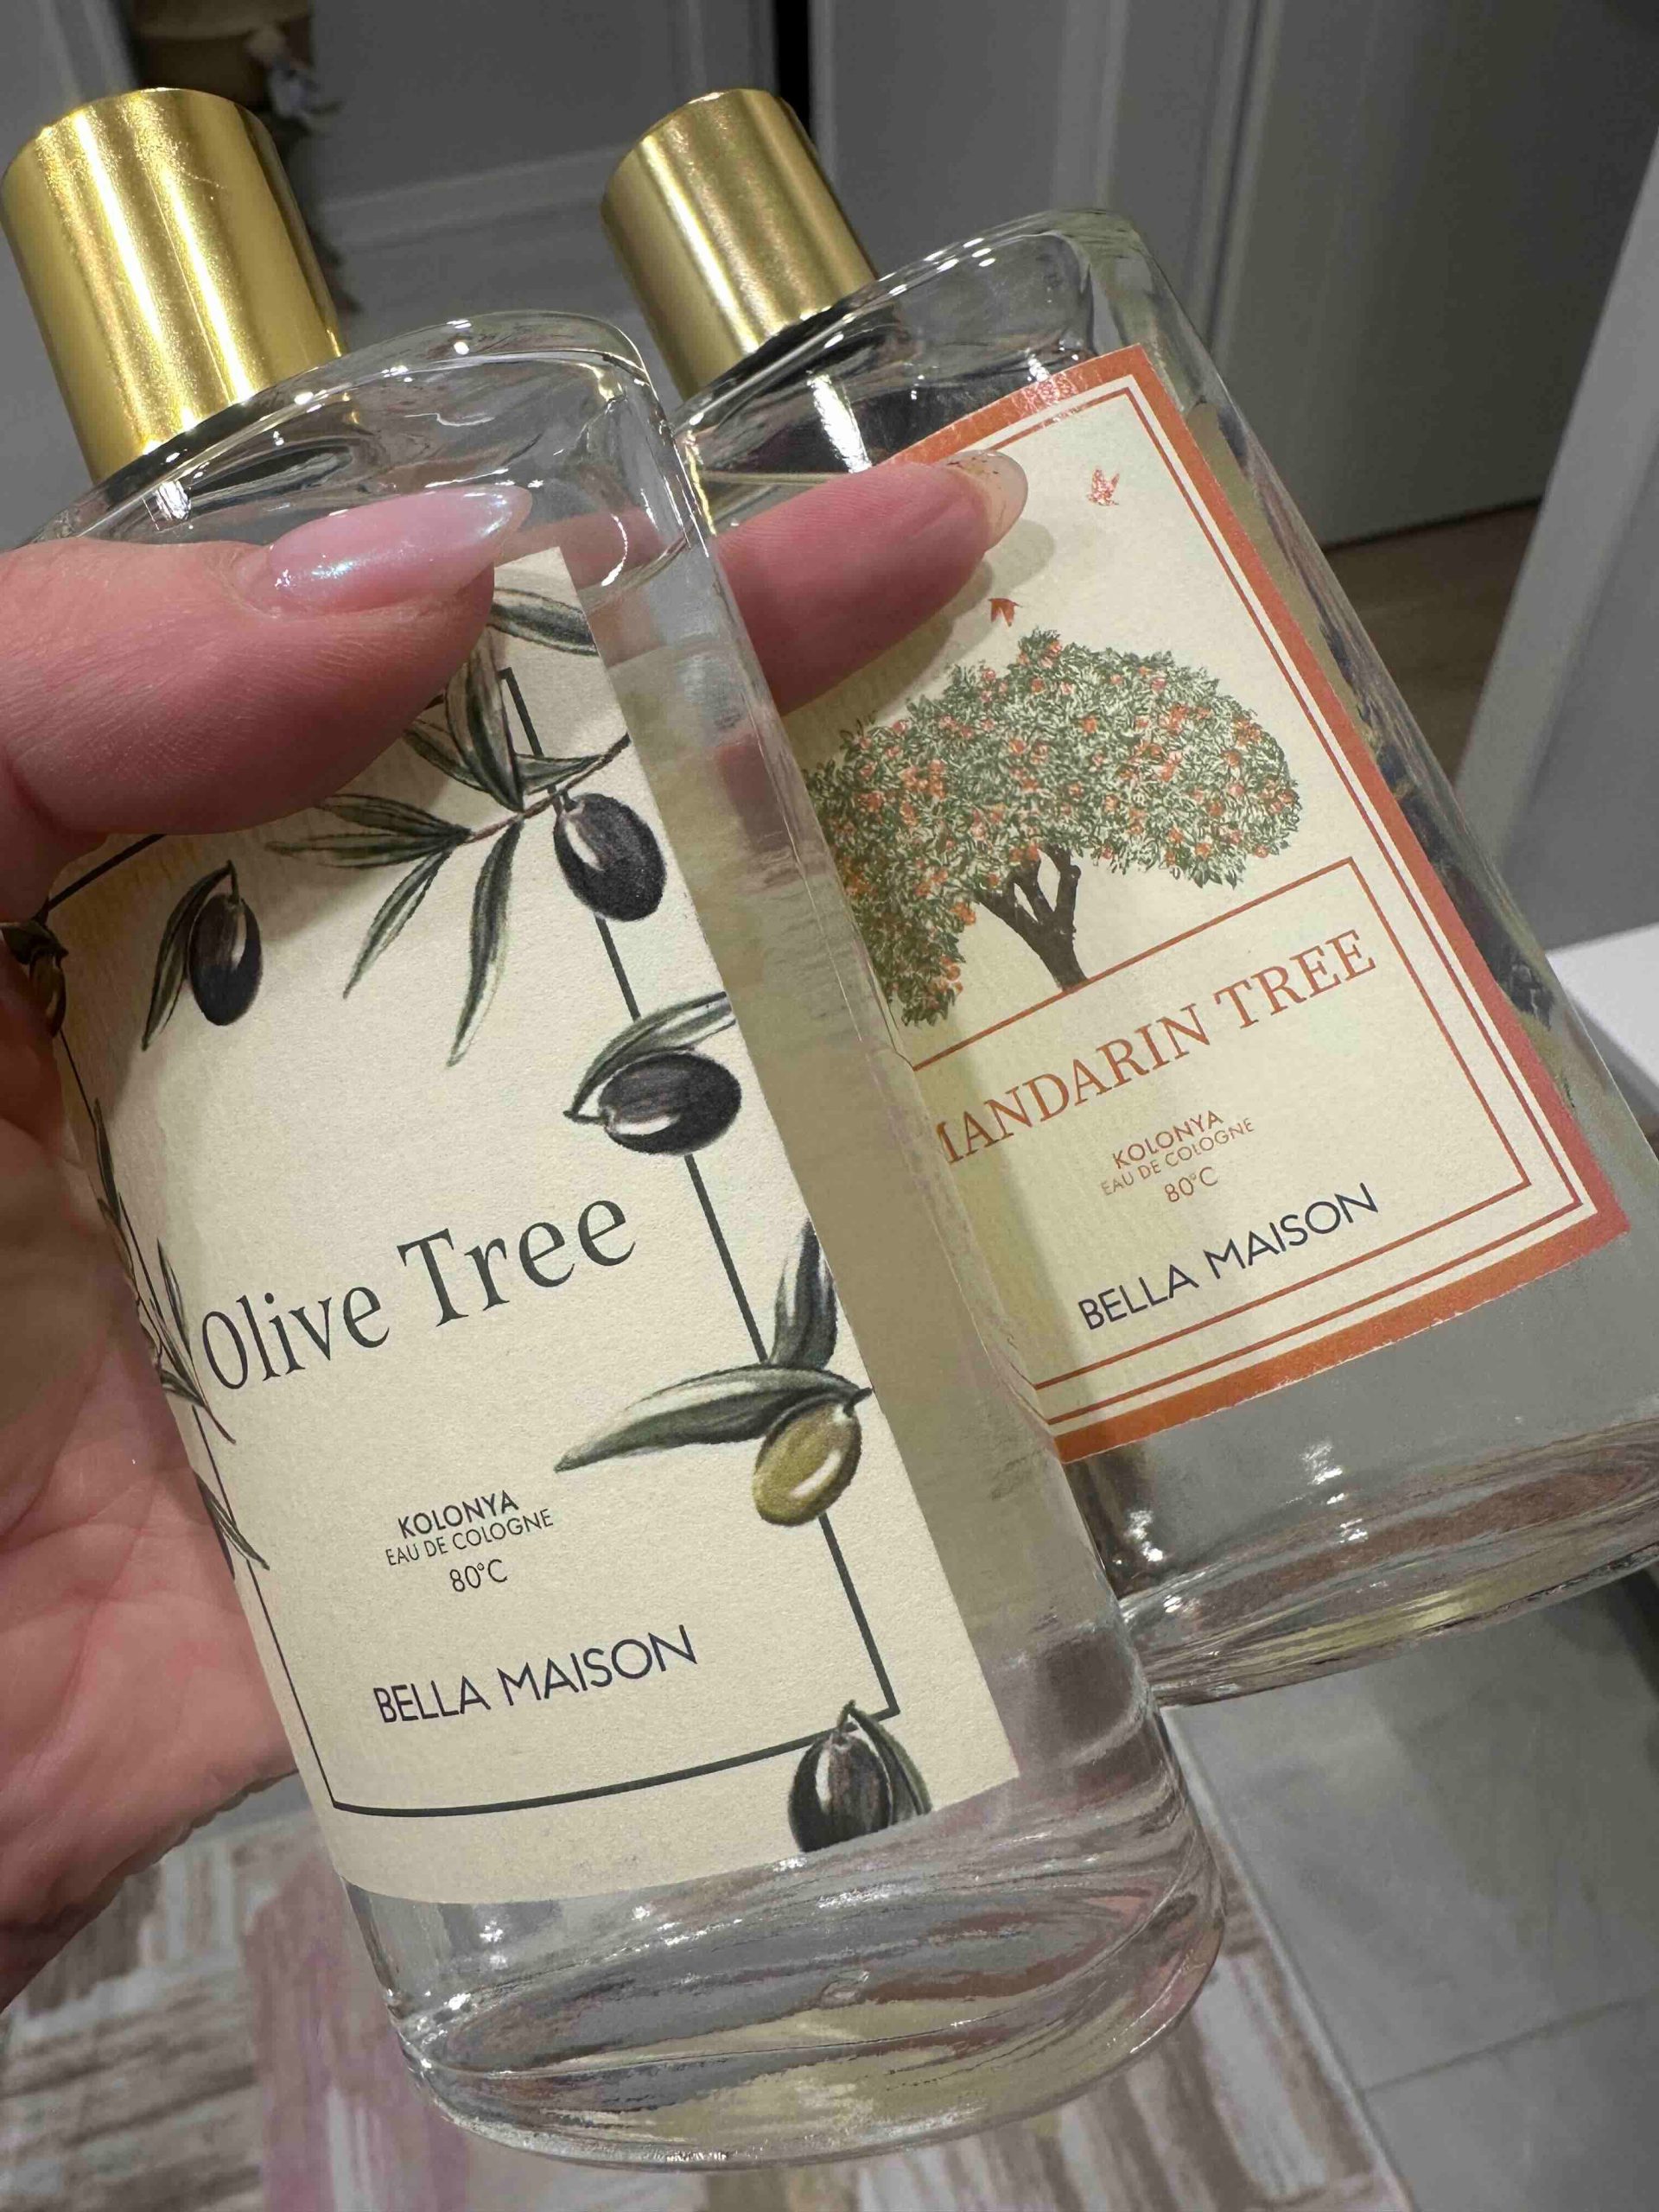 Olive Tree
KOLONYA
EAU DE COLOGNE
80°C
BELLA MAISON
MANDARIN TREE
KOLONYA
EAU DE COLOGNE
80°C
BELLA MAISON